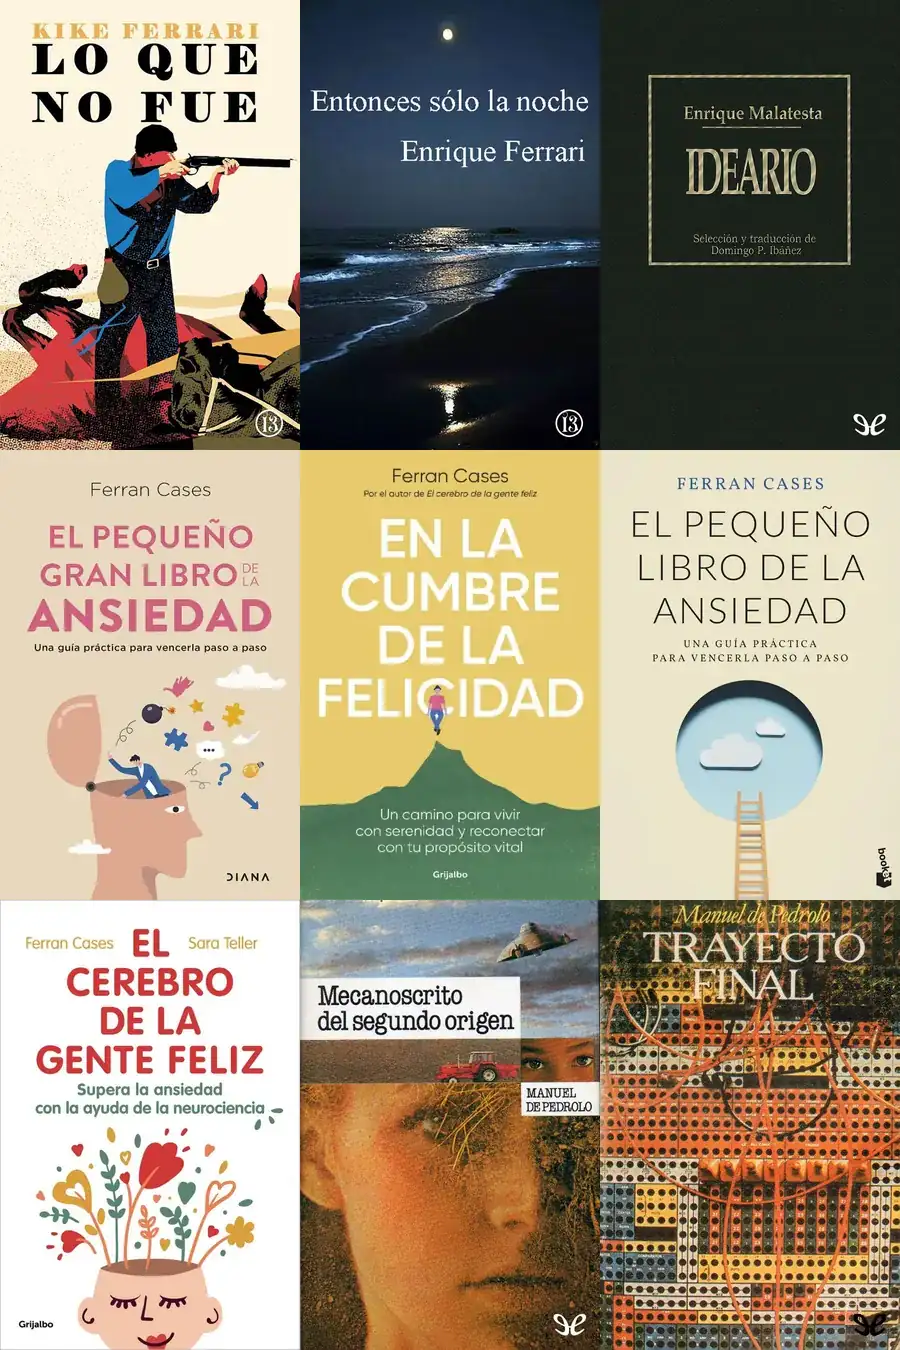 KIKE FERRARI
LO QUE
NO FUE
13
Entonces sólo la noche
Enrique Ferrari
13
Enrique Malatesta
IDEARIO
Selección y traducción de
Domingo P. Ibáñez
Ferran Cases
EL PEQUEÑO
GRAN LIBRO DE LA
ANSIEDAD
Una guía práctica para vencerla paso a paso
DIANA
Ferran Cases
Por el autor de El cerebro de la gente feliz
EN LA
CUMBRE
DE LA
FELICIDAD
Un camino para vivir
con serenidad y reconectar
con tu propósito vital
Grijalbo
FERRAN CASES
EL PEQUEÑO
LIBRO DE LA
ANSIEDAD
UNA GUÍA PRÁCTICA
PARA VENCERLA PASO A PASO
booket
Ferran Cases
Sara Teller
EL
CEREBRO
DE LA
GENTE FELIZ
Supera la ansiedad
con la ayuda de la neurociencia
Grijalbo
Mecanoscrito
del segundo origen
MANUEL
DE PEDROLO
Manuel de Pedrolo
TRAYECTO
FINAL